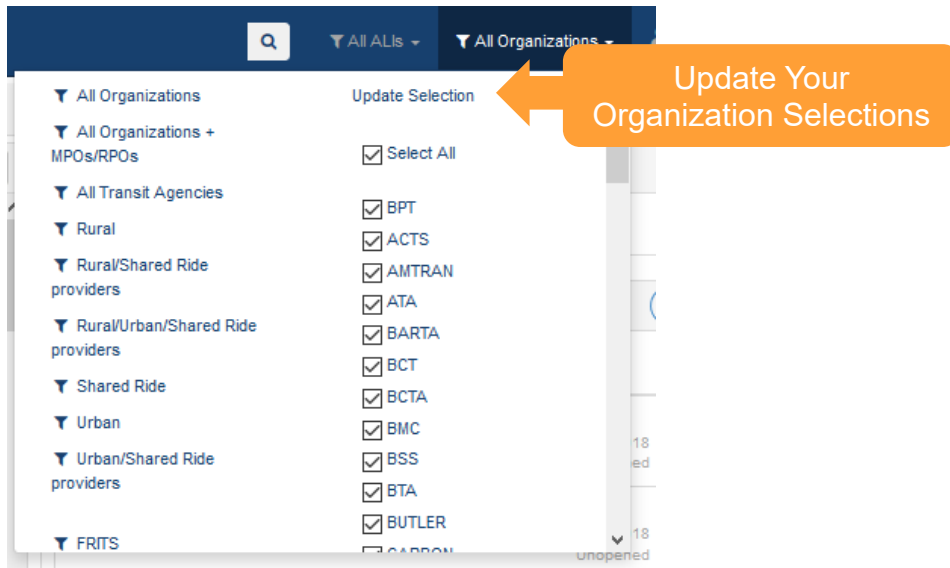 All ALIs
All Organizations
Update Your
Organization Selections
All Organizations
All Organizations +
MPOs/RPOs
All Transit Agencies
Rural
Rural/Shared Ride
providers
Rural/Urban/Shared Ride
providers
Shared Ride
Urban
Urban/Shared Ride
providers
FRITS
Update Selection
Select All
BPT
ACTS
AMTRAN
ATA
BARTA
BCT
BCTA
BMC
BSS
BTA
BUTLER
CARBON
18
ed
18
Unopened